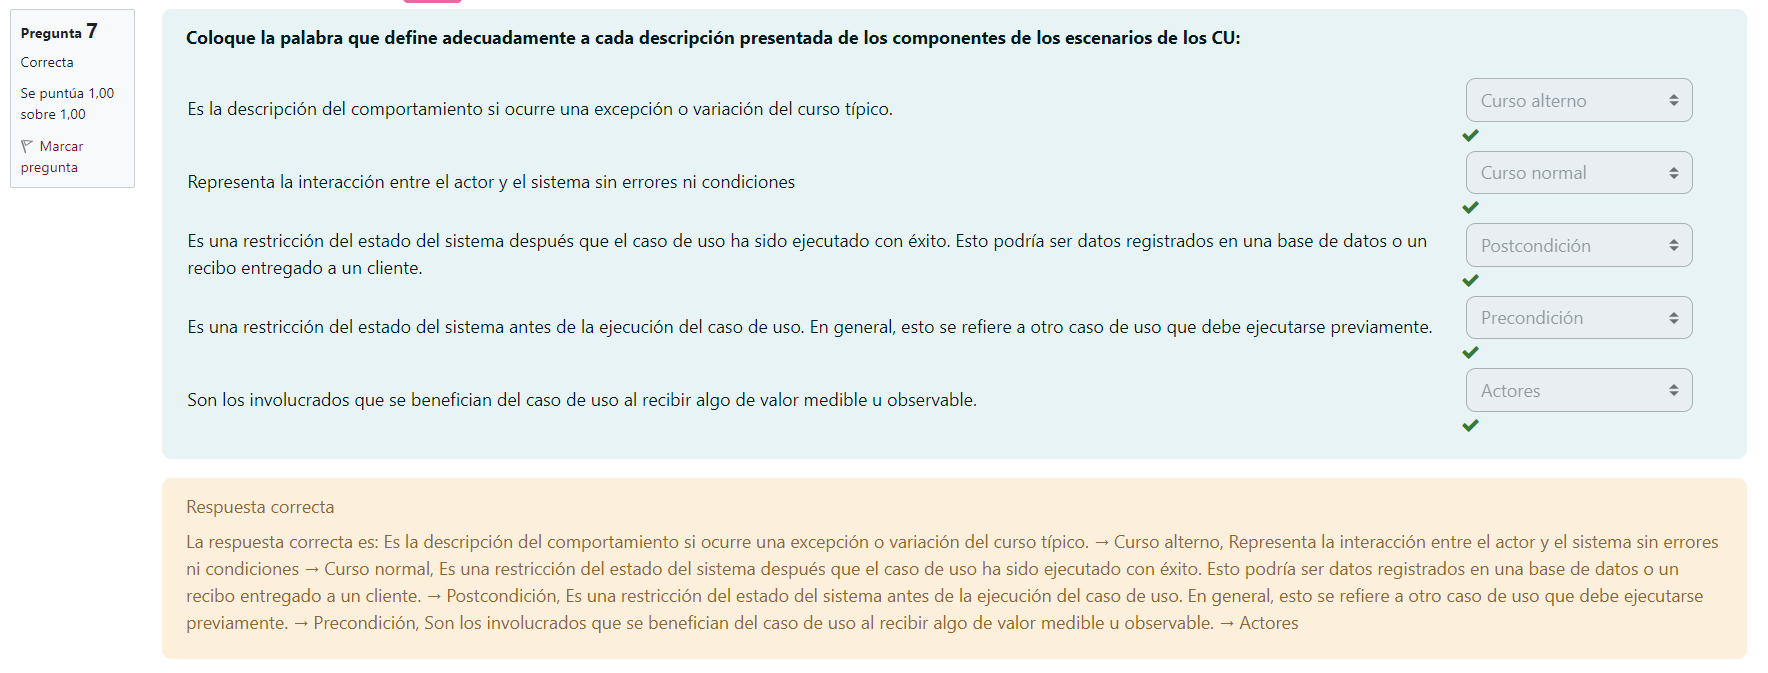 Pregunta 7
Correcta
Se puntúa 1,00
sobre 1,00
Marcar
pregunta
Coloque la palabra que define adecuadamente a cada descripción presentada de los componentes de los escenarios de los CU:
Es la descripción del comportamiento si ocurre una excepción o variación del curso típico.
Curso alterno
Representa la interacción entre el actor y el sistema sin errores ni condiciones
Curso normal
Es una restricción del estado del sistema después que el caso de uso ha sido ejecutado con éxito. Esto podría ser datos registrados en una base de datos o un
recibo entregado a un cliente.
Postcondición
Es una restricción del estado del sistema antes de la ejecución del caso de uso. En general, esto se refiere a otro caso de uso que debe ejecutarse previamente.
Precondición
Son los involucrados que se benefician del caso de uso al recibir algo de valor medible u observable.
Actores
Respuesta correcta
La respuesta correcta es: Es la descripción del comportamiento si ocurre una excepción o variación del curso típico. → Curso alterno, Representa la interacción entre el actor y el sistema sin errores
ni condiciones → Curso normal, Es una restricción del estado del sistema después que el caso de uso ha sido ejecutado con éxito. Esto podría ser datos registrados en una base de datos o un
recibo entregado a un cliente. → Postcondición, Es una restricción del estado del sistema antes de la ejecución del caso de uso. En general, esto se refiere a otro caso de uso que debe ejecutarse
previamente. → Precondición, Son los involucrados que se benefician del caso de uso al recibir algo de valor medible u observable. → Actores